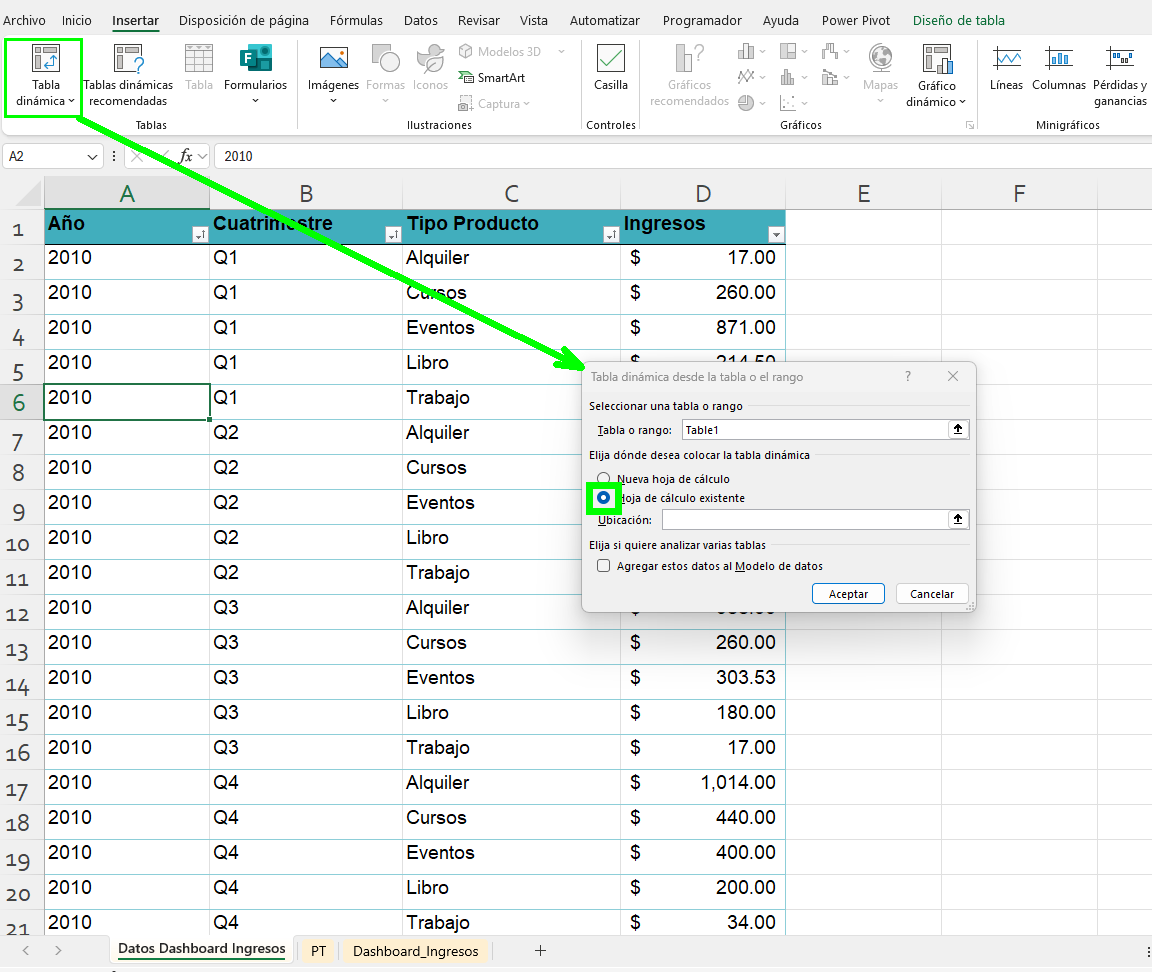 Archivo Inicio Insertar Disposición de página Fórmulas Datos Revisar Vista Automatizar Programador Ayuda Power Pivot Diseño de tabla
Tabla dinámica
Tablas dinámicas recomendadas
Tabla
Formularios
Imágenes
Formas
Iconos
Modelos 3D
SmartArt
Captura
Casilla
Gráficos recomendados
Mapas
Gráfico dinámico
Líneas
Columnas
Pérdidas y ganancias
Tablas Ilustraciones Controles Gráficos Minigráficos
A2 fx 2010
A B C D E F
1 Año Cuatrimestre Tipo Producto Ingresos
2 2010 Q1 Alquiler $ 17.00
3 2010 Q1 Cursos $ 260.00
4 2010 Q1 Eventos $ 871.00
5 2010 Q1 Libro
6 2010 Q1 Trabajo
7 2010 Q2 Alquiler
8 2010 Q2 Cursos
9 2010 Q2 Eventos
10 2010 Q2 Libro
11 2010 Q2 Trabajo
12 2010 Q3 Alquiler
13 2010 Q3 Cursos $ 260.00
14 2010 Q3 Eventos $ 303.53
15 2010 Q3 Libro $ 180.00
16 2010 Q3 Trabajo $ 17.00
17 2010 Q4 Alquiler $ 1,014.00
18 2010 Q4 Cursos $ 440.00
19 2010 Q4 Eventos $ 400.00
20 2010 Q4 Libro $ 200.00
21 2010 Q4 Trabajo $ 34.00
Tabla dinámica desde la tabla o el rango ?
Seleccionar una tabla o rango
Tabla o rango: Table1
Elija dónde desea colocar la tabla dinámica
Nueva hoja de cálculo
Hoja de cálculo existente
Ubicación:
Elija si quiere analizar varias tablas
Agregar estos datos al Modelo de datos
Aceptar Cancelar
Datos Dashboard Ingresos PT Dashboard_Ingresos +